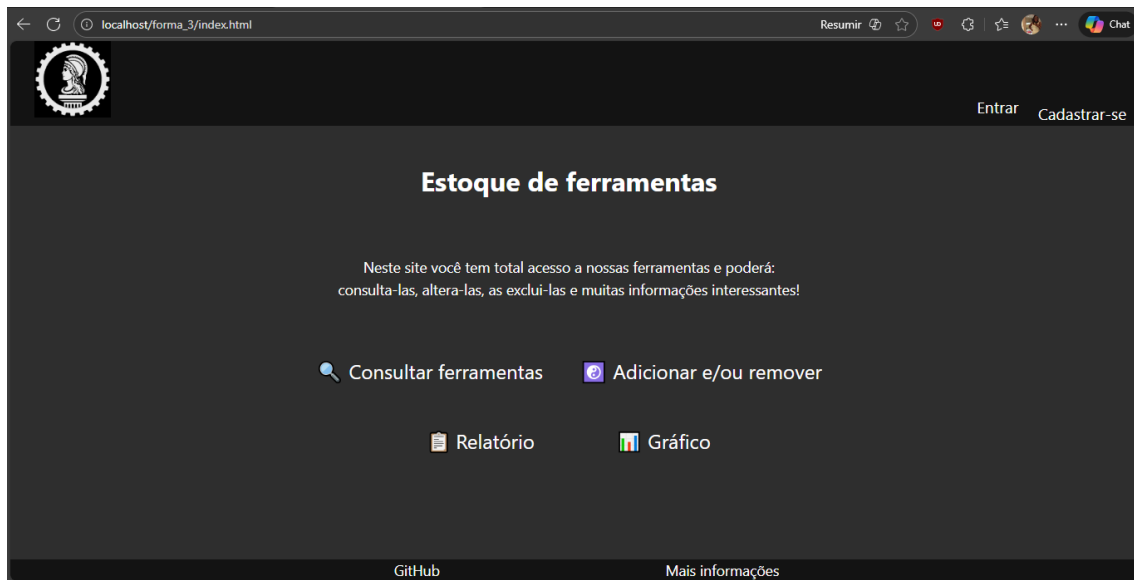 localhost/forma_3/index.html
Resumir
UD
Chat
Entrar
Cadastrar-se
Estoque de ferramentas
Neste site você tem total acesso a nossas ferramentas e poderá:
consulta-las, altera-las, as exclui-las e muitas informações interessantes!
🔍 Consultar ferramentas
☯ Adicionar e/ou remover
📋 Relatório
📊 Gráfico
GitHub
Mais informações